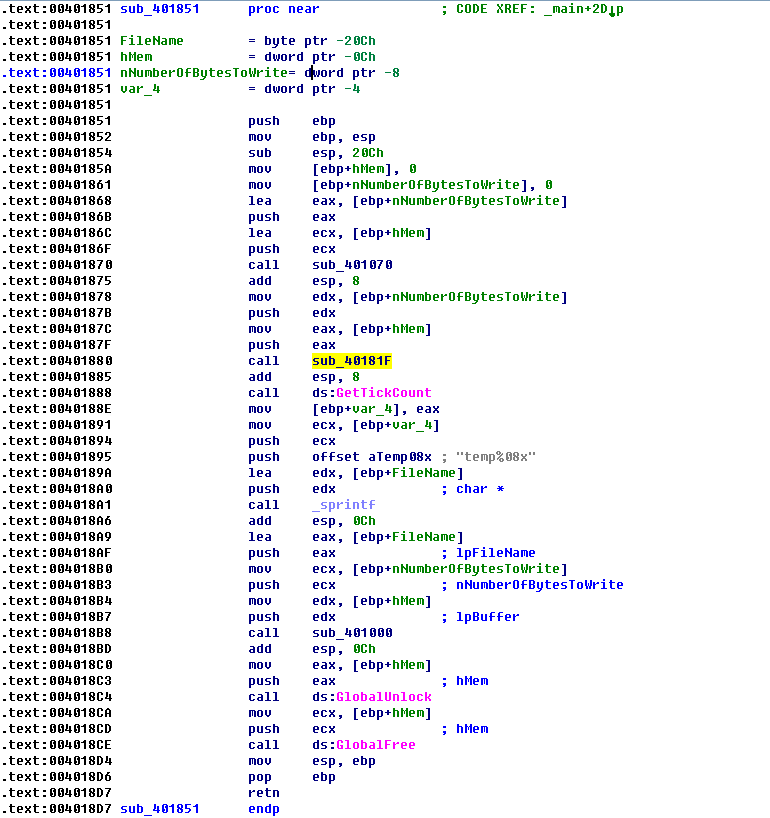 .text:00401851 sub_401851      proc near               ; CODE XREF: _main+2D↓p
.text:00401851
.text:00401851 FileName        = byte ptr -20Ch
.text:00401851 hMem            = dword ptr -0Ch
.text:00401851 nNumberOfBytesToWrite= dword ptr -8
.text:00401851 var_4           = dword ptr -4
.text:00401851
.text:00401851                 push    ebp
.text:00401852                 mov     ebp, esp
.text:00401854                 sub     esp, 20Ch
.text:0040185A                 mov     [ebp+hMem], 0
.text:00401861                 mov     [ebp+nNumberOfBytesToWrite], 0
.text:00401868                 lea     eax, [ebp+nNumberOfBytesToWrite]
.text:0040186B                 push    eax
.text:0040186C                 lea     ecx, [ebp+hMem]
.text:0040186F                 push    ecx
.text:00401870                 call    sub_401070
.text:00401875                 add     esp, 8
.text:00401878                 mov     edx, [ebp+nNumberOfBytesToWrite]
.text:0040187B                 push    edx
.text:0040187C                 mov     eax, [ebp+hMem]
.text:0040187F                 push    eax
.text:00401880                 call    sub_40181F
.text:00401885                 add     esp, 8
.text:00401888                 call    ds:GetTickCount
.text:0040188E                 mov     [ebp+var_4], eax
.text:00401891                 mov     ecx, [ebp+var_4]
.text:00401894                 push    ecx
.text:00401895                 push    offset aTemp08x ; "temp%08x"
.text:0040189A                 lea     edx, [ebp+FileName]
.text:004018A0                 push    edx             ; char *
.text:004018A1                 call    _sprintf
.text:004018A6                 add     esp, 0Ch
.text:004018A9                 lea     eax, [ebp+FileName]
.text:004018AF                 push    eax             ; lpFileName
.text:004018B0                 mov     ecx, [ebp+nNumberOfBytesToWrite]
.text:004018B3                 push    ecx             ; nNumberOfBytesToWrite
.text:004018B4                 mov     edx, [ebp+hMem]
.text:004018B7                 push    edx             ; lpBuffer
.text:004018B8                 call    sub_401000
.text:004018BD                 add     esp, 0Ch
.text:004018C0                 mov     eax, [ebp+hMem]
.text:004018C3                 push    eax             ; hMem
.text:004018C4                 call    ds:GlobalUnlock
.text:004018CA                 mov     ecx, [ebp+hMem]
.text:004018CD                 push    ecx             ; hMem
.text:004018CE                 call    ds:GlobalFree
.text:004018D4                 mov     esp, ebp
.text:004018D6                 pop     ebp
.text:004018D7                 retn
.text:004018D7 sub_401851      endp